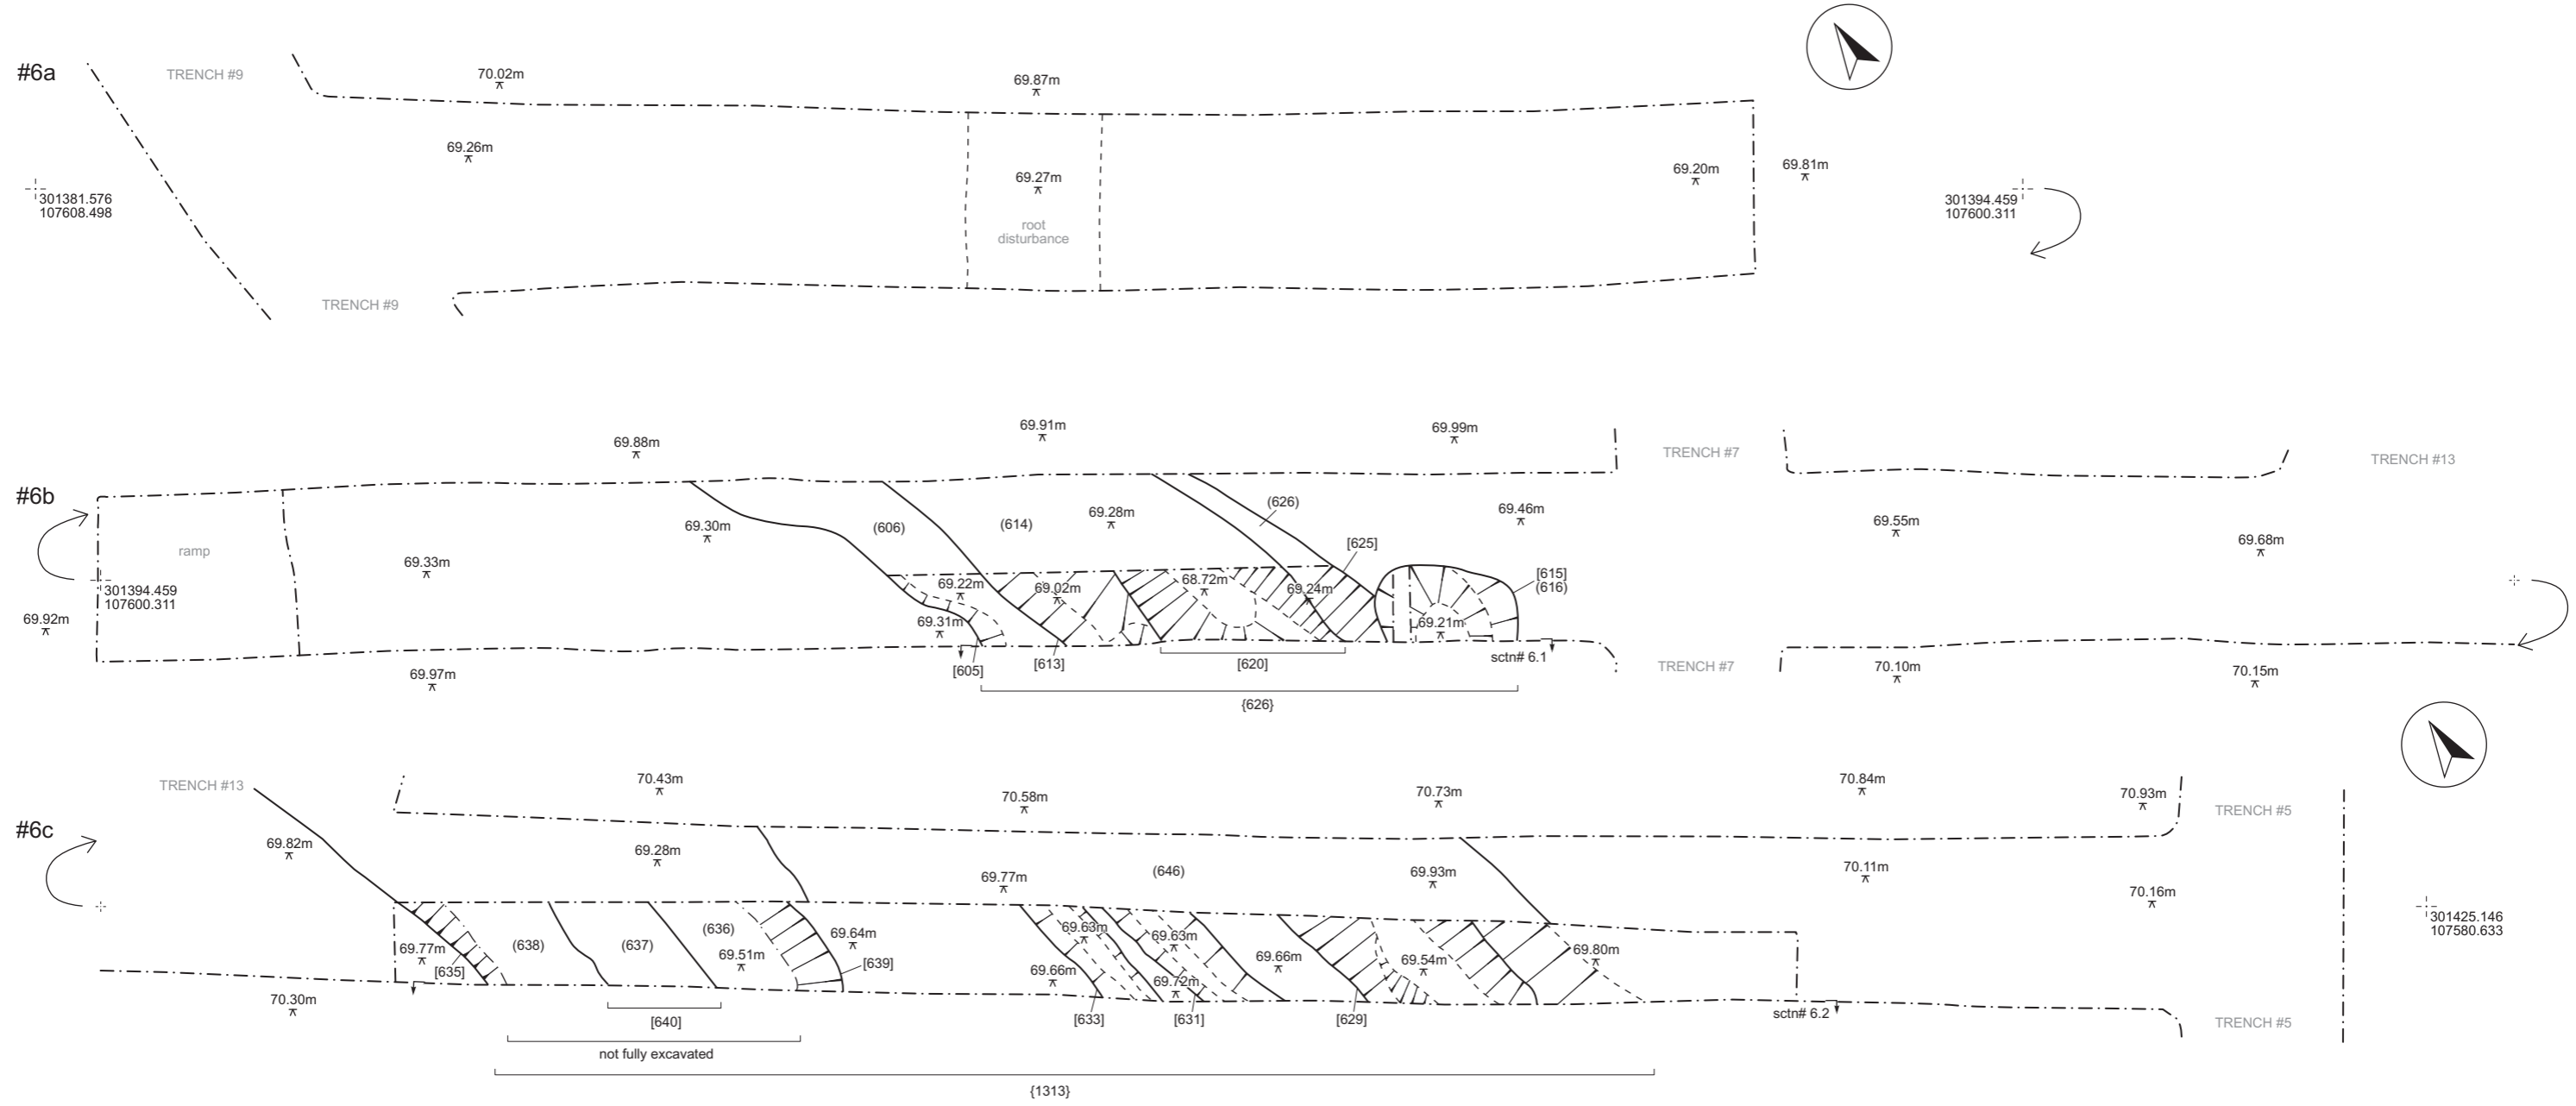 #6a
TRENCH #9
70.02m
69.87m
69.26m
69.27m
root
disturbance
69.20m
69.81m
301381.576
107608.498
301394.459
107600.311
TRENCH #9
#6b
69.88m
69.91m
69.99m
TRENCH #7
TRENCH #13
ramp
69.30m
(606)
(614)
69.28m
(626)
69.46m
69.55m
69.68m
69.33m
[625]
301394.459
107600.311
69.22m
69.02m
68.72m
69.24m
[615]
(616)
69.92m
69.31m
69.21m
[605]
[613]
[620]
sctn# 6.1
TRENCH #7
70.10m
70.15m
69.97m
{626}
#6c
TRENCH #13
70.43m
70.58m
70.73m
70.84m
70.93m
TRENCH #5
69.82m
69.28m
69.77m
(646)
69.93m
70.11m
70.16m
301425.146
107580.633
69.77m
[635]
(638)
(637)
(636)
69.51m
69.64m
[639]
69.63m
69.63m
69.66m
69.72m
69.66m
69.54m
69.80m
70.30m
[640]
[633]
[631]
[629]
sctn# 6.2
TRENCH #5
not fully excavated
{1313}